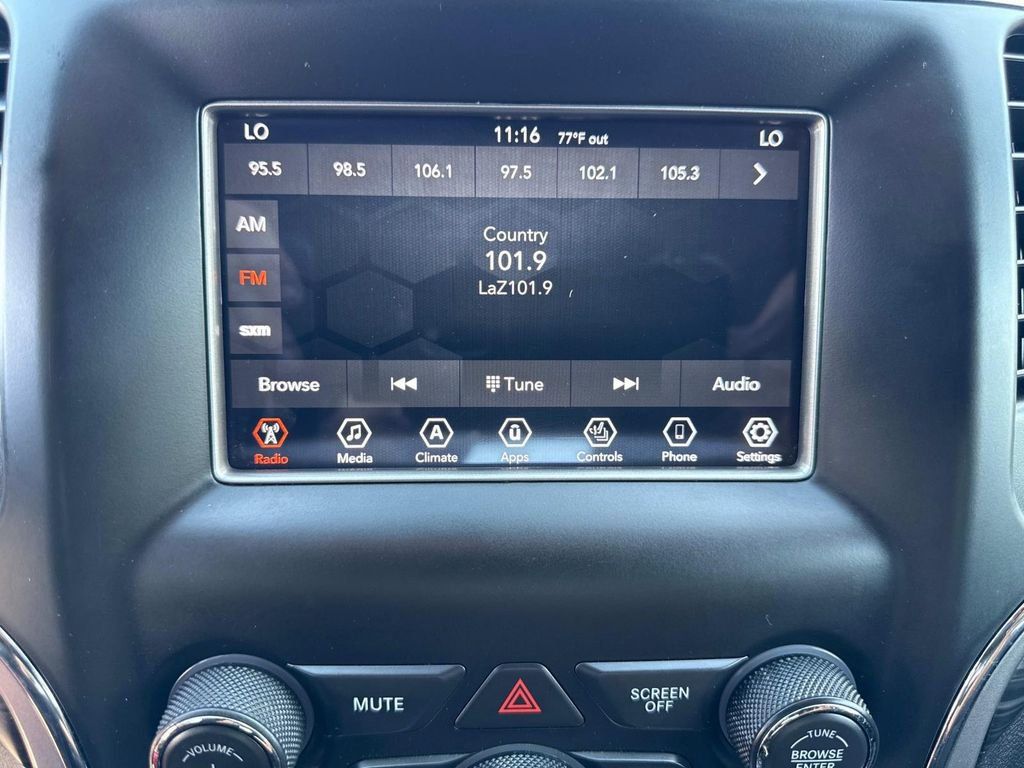 LO 11:16 77°F out LO
95.5 98.5 106.1 97.5 102.1 105.3
AM
FM
sxm
Country
101.9
LaZ101.9
Browse Tune Audio
A ū
Radio Media Climate Apps Controls Phone Settings
MUTE
SCREEN
OFF
VOLUME
TUNE
BROWSE
ENTER